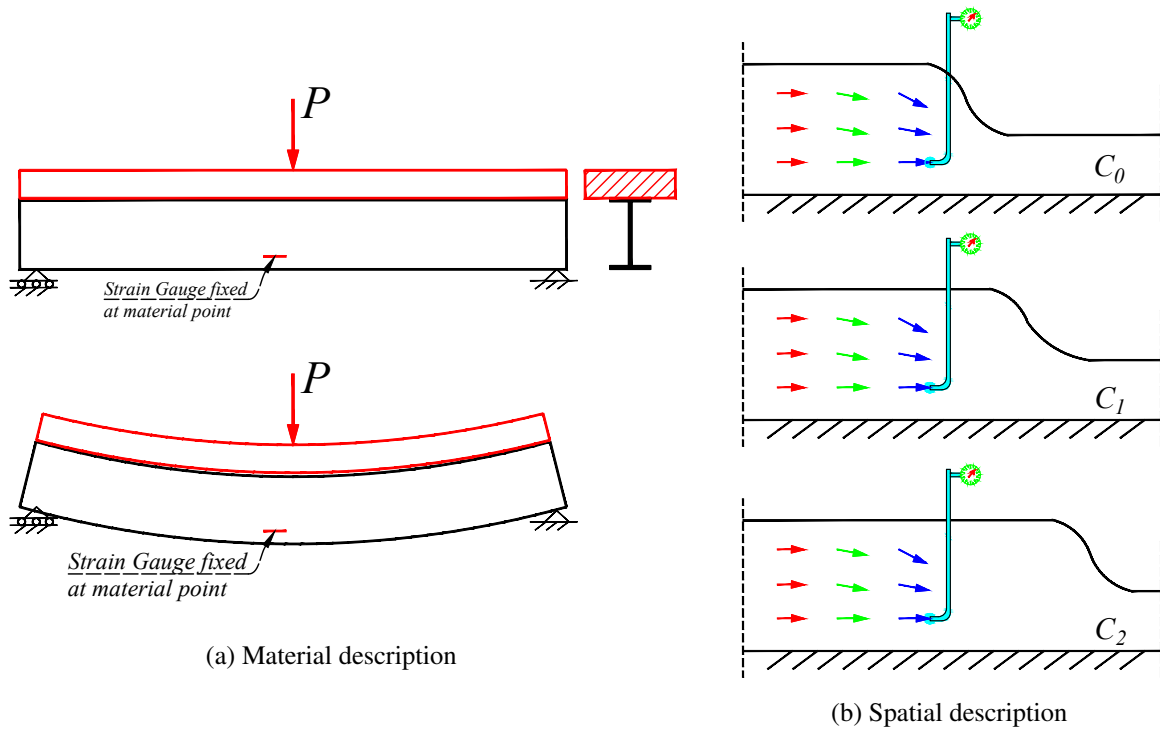 P
Strain Gauge fixed
at material point
P
Strain Gauge fixed
at material point
(a) Material description
C0
C1
C2
(b) Spatial description